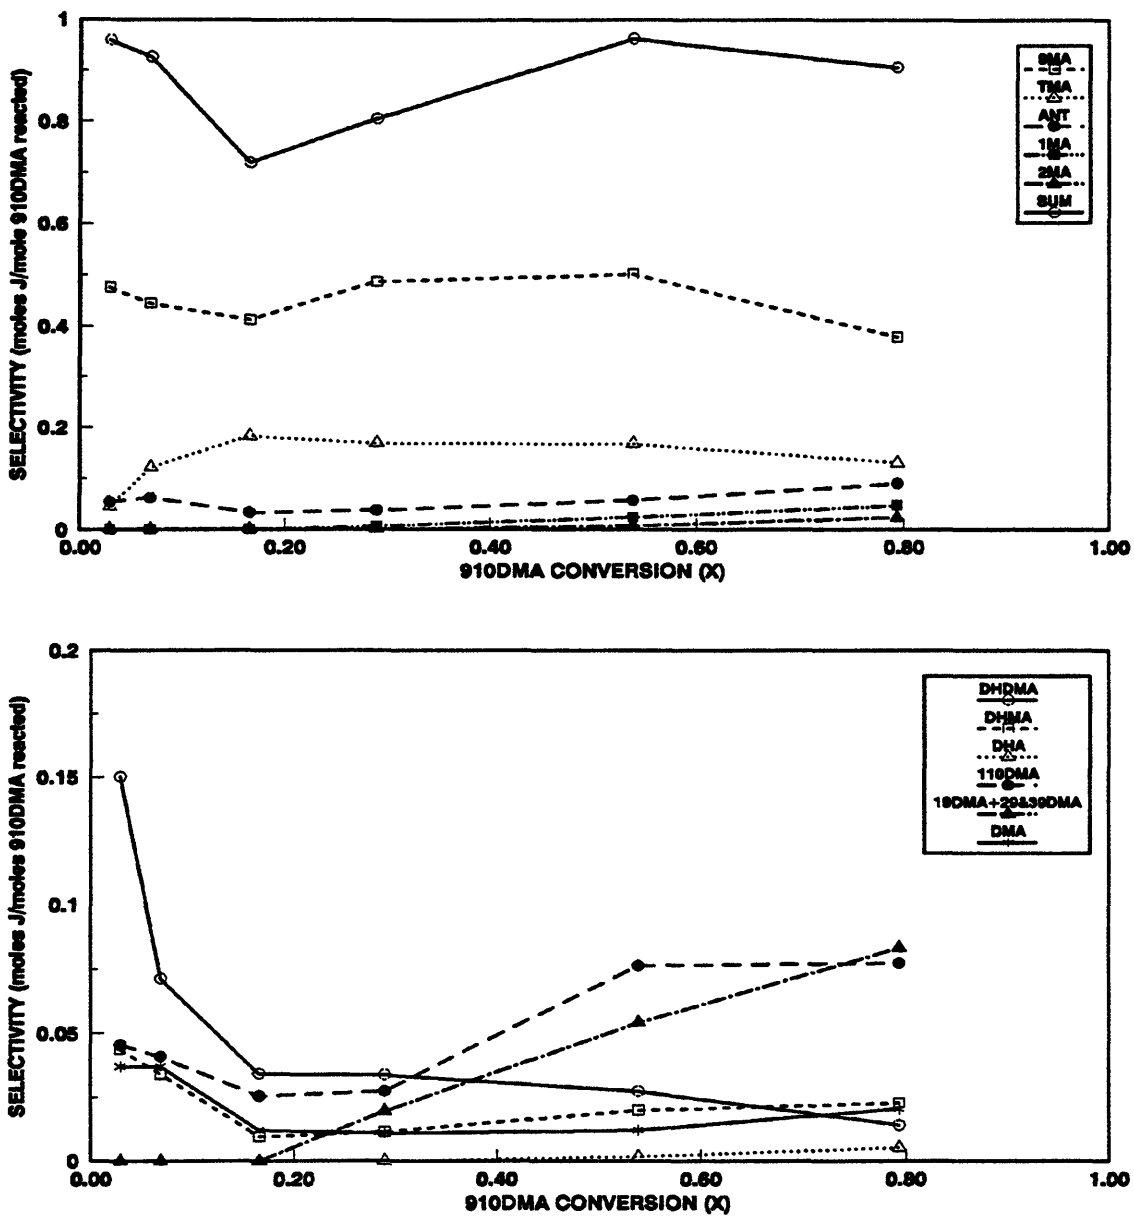 SELECTIVITY (moles J/mole 910DMA reacted)
1
0.8
0.6
0.4
0.2
0
0.00 0.20 0.40 0.60 0.80 1.00
910DMA CONVERSION (X)
9MA
TMA
ANT
1MA
2MA
SUM
SELECTIVITY (moles J/moles 910DMA reacted)
0.2
0.15
0.1
0.05
0
0.00 0.20 0.40 0.60 0.80 1.00
910DMA CONVERSION (X)
DHDMA
DHMA
DHA
110DMA
19DMA+29&39DMA
DMA